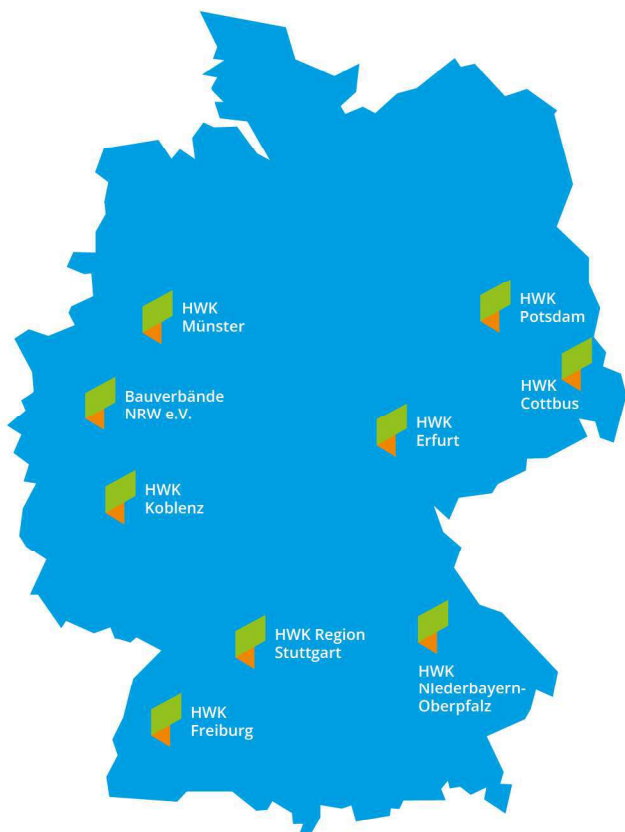 HWK
Münster
HWK
Potsdam
HWK
Cottbus
Bauverbände
NRW e.V.
HWK
Erfurt
HWK
Koblenz
HWK Region
Stuttgart
HWK
Niederbayern-
Oberpfalz
HWK
Freiburg